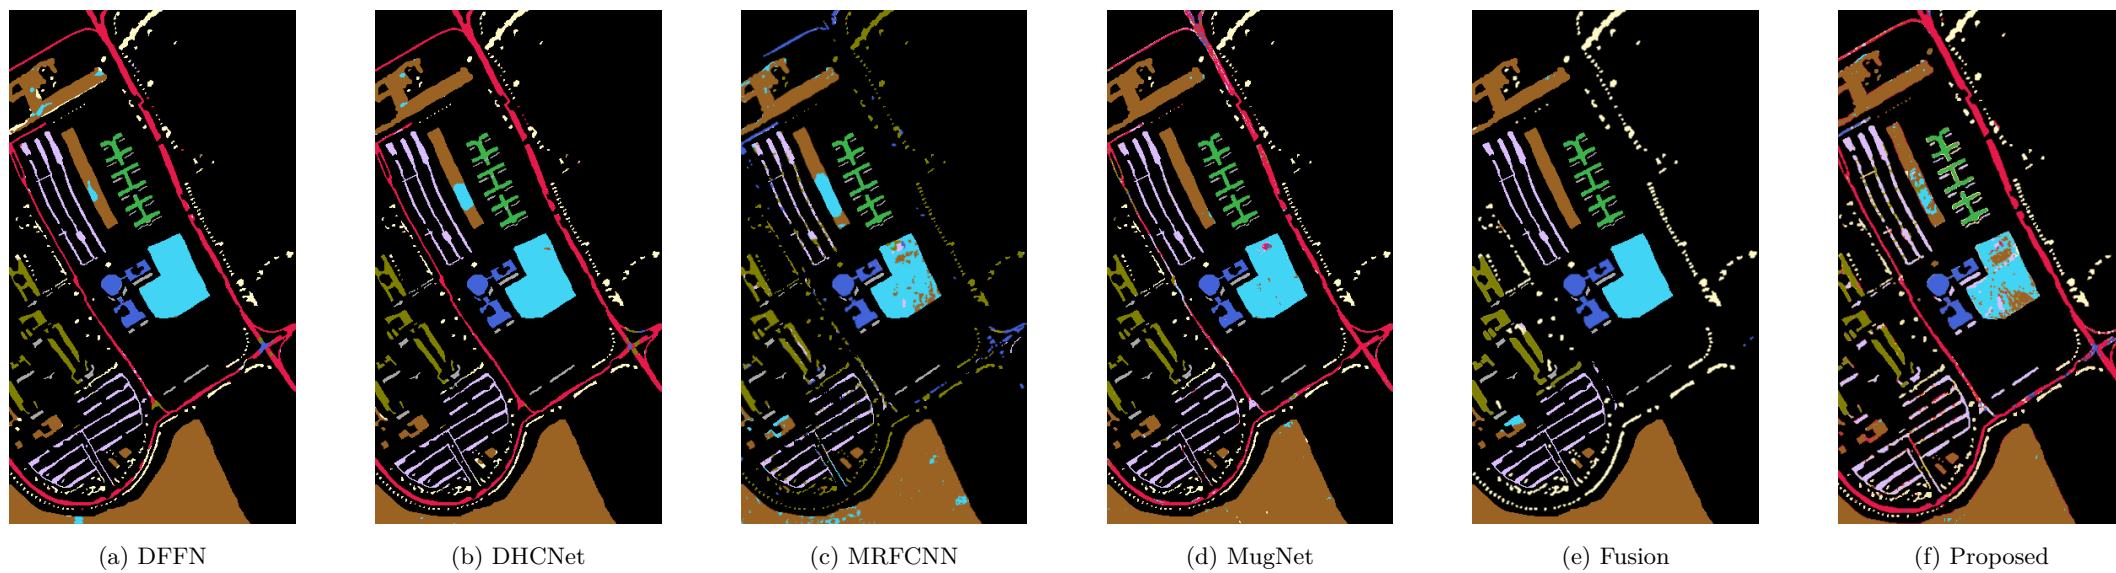 (a) DFFN
(b) DHCNet
(c) MRFCNN
(d) MugNet
(e) Fusion
(f) Proposed